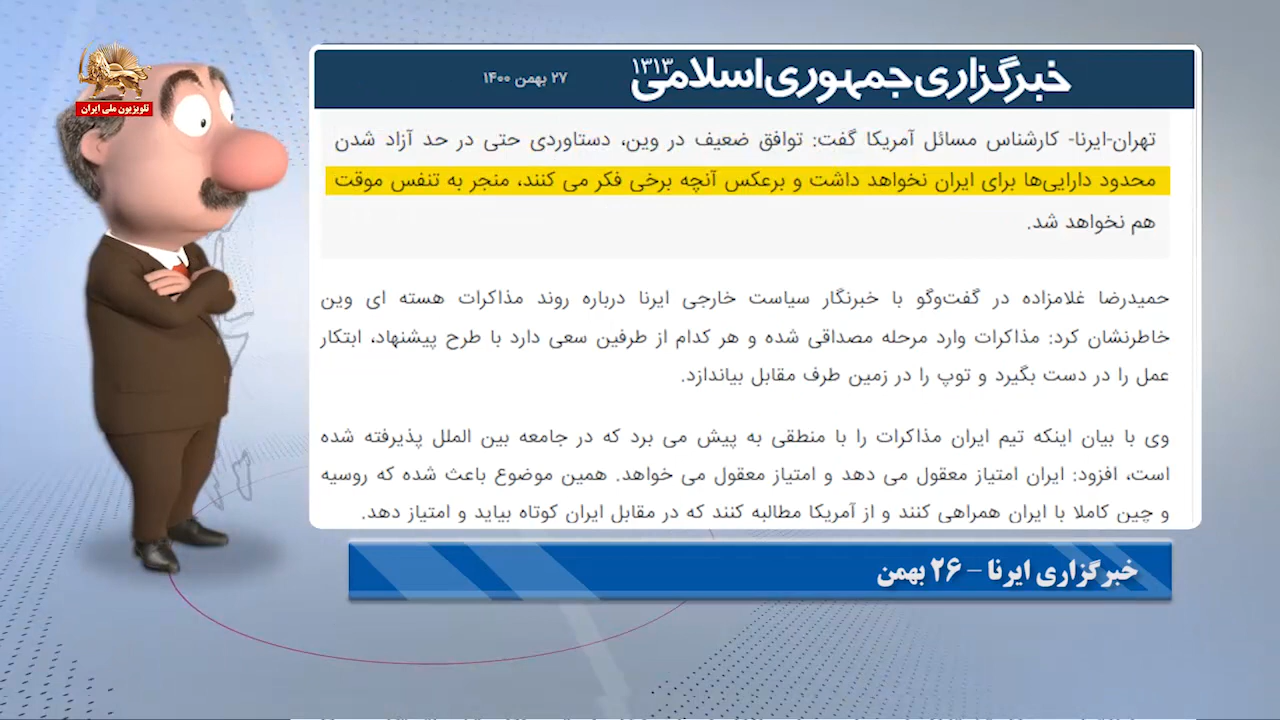 تلویزیون ملی ایران
خبرگزاری جمهوری اسلامی
۱۳۱۳
۲۷ بهمن ۱۴۰۰
تهران-ایرنا- کارشناس مسائل آمریکا گفت: توافق ضعیف در وین، دستاوردی حتی در حد آزاد شدن
محدود دارایی‌ها برای ایران نخواهد داشت و برعکس آنچه برخی فکر می کنند، منجر به تنفس موقت
هم نخواهد شد.
حمیدرضا غلامزاده در گفت‌وگو با خبرنگار سیاست خارجی ایرنا درباره روند مذاکرات هسته ای وین
خاطرنشان کرد: مذاکرات وارد مرحله مصداقی شده و هر کدام از طرفین سعی دارد با طرح پیشنهاد، ابتکار
عمل را در دست بگیرد و توپ را در زمین طرف مقابل بیاندازد.
وی با بیان اینکه تیم ایران مذاکرات را با منطقی به پیش می برد که در جامعه بین الملل پذیرفته شده
است، افزود: ایران امتیاز معقول می دهد و امتیاز معقول می خواهد. همین موضوع باعث شده که روسیه
و چین کاملا با ایران همراهی کنند و از آمریکا مطالبه کنند که در مقابل ایران کوتاه بیاید و امتیاز دهد.
خبرگزاری ایرنا – ۲۶ بهمن